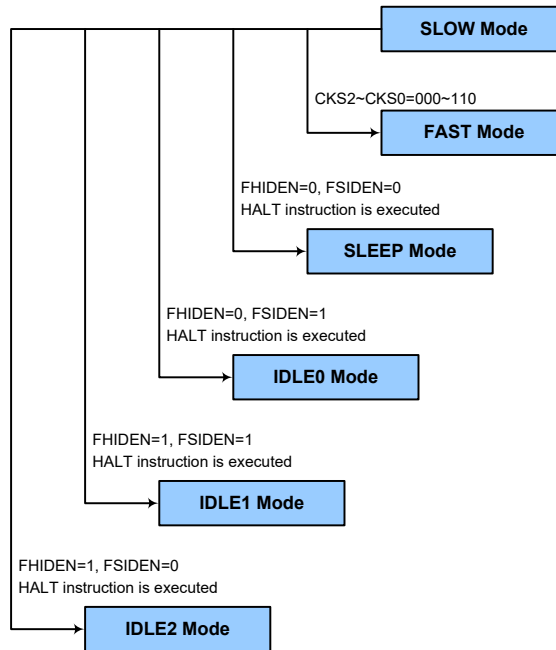 SLOW Mode
CKS2~CKS0=000~110
FAST Mode
FHIDEN=0, FSIDEN=0
HALT instruction is executed
SLEEP Mode
FHIDEN=0, FSIDEN=1
HALT instruction is executed
IDLE0 Mode
FHIDEN=1, FSIDEN=1
HALT instruction is executed
IDLE1 Mode
FHIDEN=1, FSIDEN=0
HALT instruction is executed
IDLE2 Mode